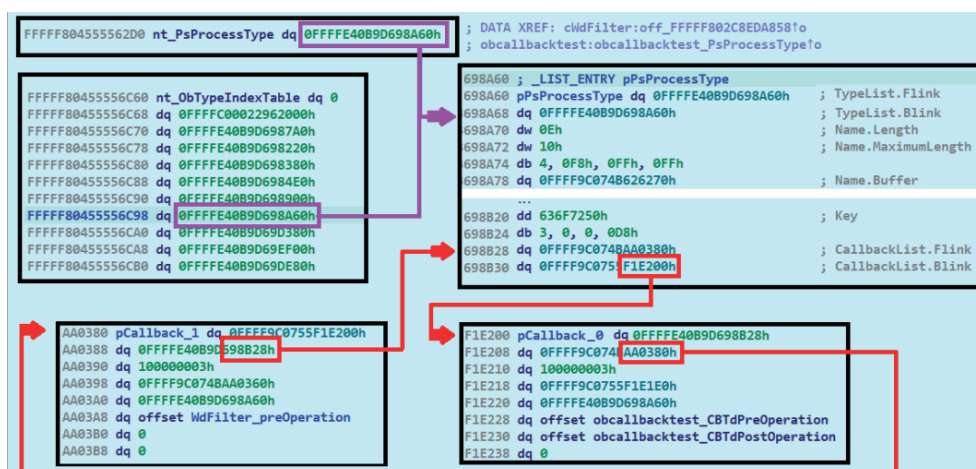 FFFFF804555562D0 nt_PsProcessType dq 0FFFFE40B9D698A60h ; DATA XREF: cWdFilter:off_FFFFF802C8EDA858↑o
; obcallbacktest:obcallbacktest_PsProcessType↑o
FFFFF80455556C60 nt_ObTypeIndexTable dq 0
FFFFF80455556C68 dq 0FFFFC00022962000h
FFFFF80455556C70 dq 0FFFFE40B9D6987A0h
FFFFF80455556C78 dq 0FFFFE40B9D698220h
FFFFF80455556C80 dq 0FFFFE40B9D698380h
FFFFF80455556C88 dq 0FFFFE40B9D6984E0h
FFFFF80455556C90 dq 0FFFFE40B9D698900h
FFFFF80455556C98 dq 0FFFFE40B9D698A60h
FFFFF80455556CA0 dq 0FFFFE40B9D69D380h
FFFFF80455556CA8 dq 0FFFFE40B9D69EF00h
FFFFF80455556CB0 dq 0FFFFE40B9D69DE80h
698A60 ; _LIST_ENTRY pPsProcessType
698A60 pPsProcessType dq 0FFFFE40B9D698A60h ; TypeList.Flink
698A68 dq 0FFFFE40B9D698A60h ; TypeList.Blink
698A70 dw 0Eh ; Name.Length
698A72 dw 10h ; Name.MaximumLength
698A74 db 4, 0F8h, 0FFh, 0FFh
698A78 dq 0FFFF9C074B626270h ; Name.Buffer
...
698B20 dd 636F7250h ; Key
698B24 db 3, 0, 0, 0D8h
698B28 dq 0FFFF9C074BAA0380h ; CallbackList.Flink
698B30 dq 0FFFF9C0755F1E200h ; CallbackList.Blink
AA0380 pCallback_1 dq 0FFFF9C0755F1E200h
AA0388 dq 0FFFFE40B9D698B28h
AA0390 dq 100000003h
AA0398 dq 0FFFF9C074BAA0360h
AA03A0 dq 0FFFFE40B9D698A60h
AA03A8 dq offset WdFilter_preOperation
AA03B0 dq 0
AA03B8 dq 0
F1E200 pCallback_0 dq 0FFFFE40B9D698B28h
F1E208 dq 0FFFF9C074BAA0380h
F1E210 dq 100000003h
F1E218 dq 0FFFF9C0755F1E1E0h
F1E220 dq 0FFFFE40B9D698A60h
F1E228 dq offset obcallbacktest_CBTdPreOperation
F1E230 dq offset obcallbacktest_CBTdPostOperation
F1E238 dq 0